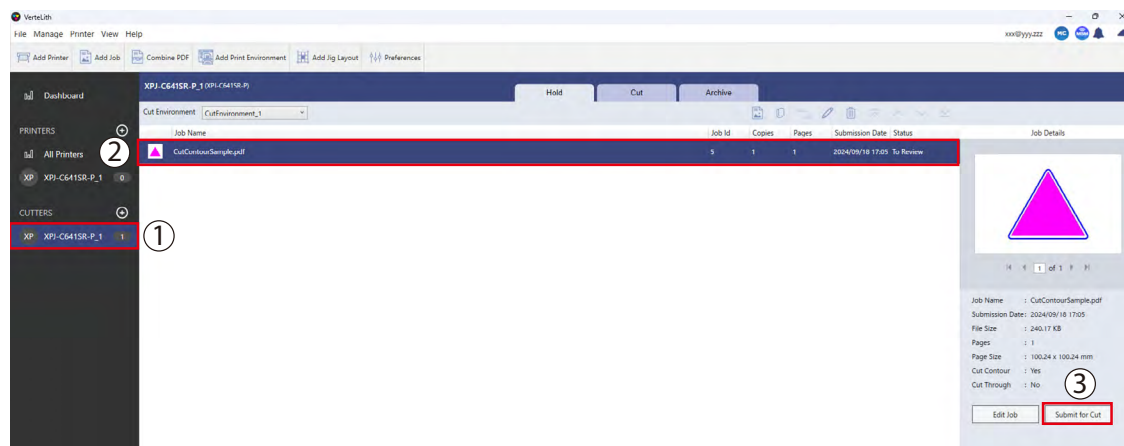 VerteLith
File Manage Printer View Help
xxx@yyy.zzz MC MSM
Add Printer Add Job Combine PDF Add Print Environment Add Jig Layout Preferences
Dashboard
XPJ-C641SR-P_1 (XPJ-C641SR-P)
Hold Cut Archive
Cut Environment CutEnvironment_1
PRINTERS
Job Name Job Id Copies Pages Submission Date Status Job Details
All Printers
2
CutContourSample.pdf 5 1 1 2024/09/18 17:05 To Review
XP XPJ-C641SR-P_1 0
CUTTERS
XP XPJ-C641SR-P_1 1
1
1 of 1
Job Name : CutContourSample.pdf
Submission Date : 2024/09/18 17:05
File Size : 240.17 KB
Pages : 1
Page Size : 100.24 x 100.24 mm
Cut Contour : Yes
Cut Through : No
3
Edit Job Submit for Cut